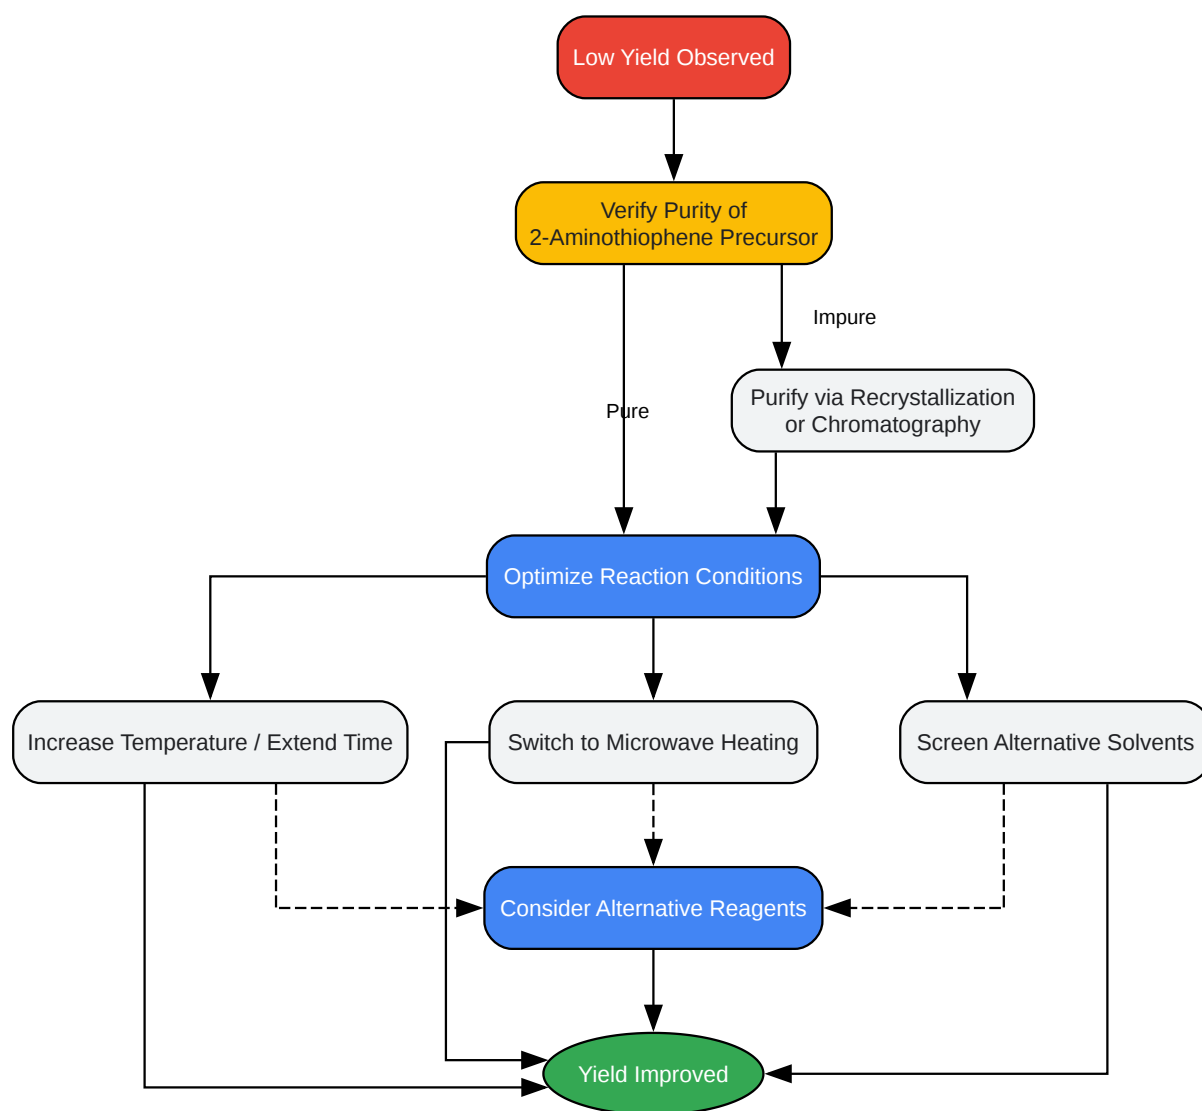 Low Yield Observed
Verify Purity of
2-Aminothiophene Precursor
Impure
Pure
Purify via Recrystallization
or Chromatography
Optimize Reaction Conditions
Increase Temperature / Extend Time
Switch to Microwave Heating
Screen Alternative Solvents
Consider Alternative Reagents
Yield Improved